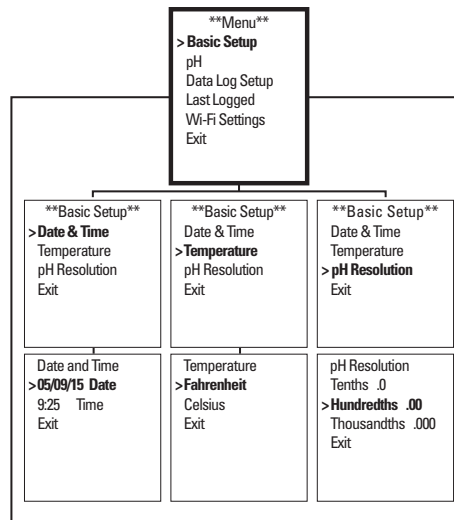 **Menu**
> Basic Setup
pH
Data Log Setup
Last Logged
Wi-Fi Settings
Exit
**Basic Setup**
>Date & Time
Temperature
pH Resolution
Exit
**Basic Setup**
Date & Time
>Temperature
pH Resolution
Exit
**Basic Setup**
Date & Time
Temperature
> pH Resolution
Exit
Date and Time
>05/09/15 Date
9:25 Time
Exit
Temperature
>Fahrenheit
Celsius
Exit
pH Resolution
Tenths .0
>Hundredths .00
Thousandths .000
Exit